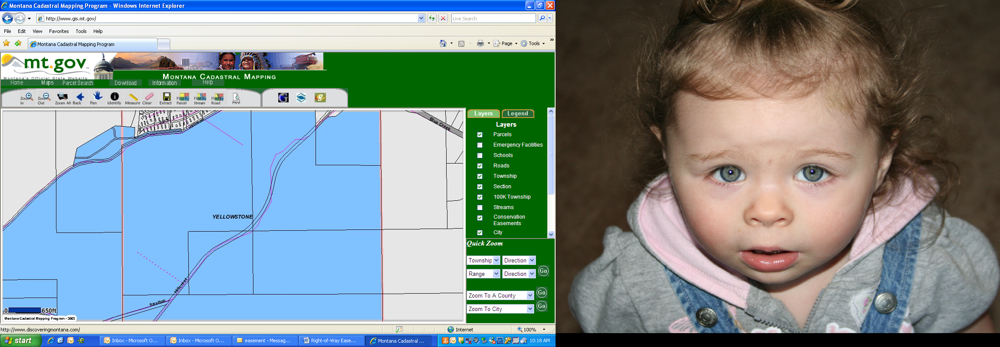 Montana Cadastral Mapping Program - Windows Internet Explorer
http://www.gis.mt.gov/
Live Search
File Edit View Favorites Tools Help
Montana Cadastral Mapping Program
Page Tools
mt.gov
Montana's Official State Website
MONTANA CADASTRAL MAPPING
Home Maps Parcel Search Download Information Help
Zoom In Zoom Out Zoom All Back Pan Identify Measure Clear Extract Find By Parcel Find By Stream Find By Road Print
Blue Creek
YELLOWSTONE
Hillcrest
Stratton
0 650ft
Montana Cadastral Mapping Program - 2003
Layers Legend
Layers
Parcels
Emergency Facilities
Schools
Roads
Township
Section
100K Township
Streams
Conservation
Easements
City
Quick Zoom
Township Direction
Range Direction Go
Zoom To A County Go
Zoom To City Go
http://www.discoveringmontana.com/
Internet 100%
start Inbox - Microsoft O... Inbox - Microsoft O... easement - Messag... Right-of-Way Ease... Montana Cadastral ... 10:18 AM